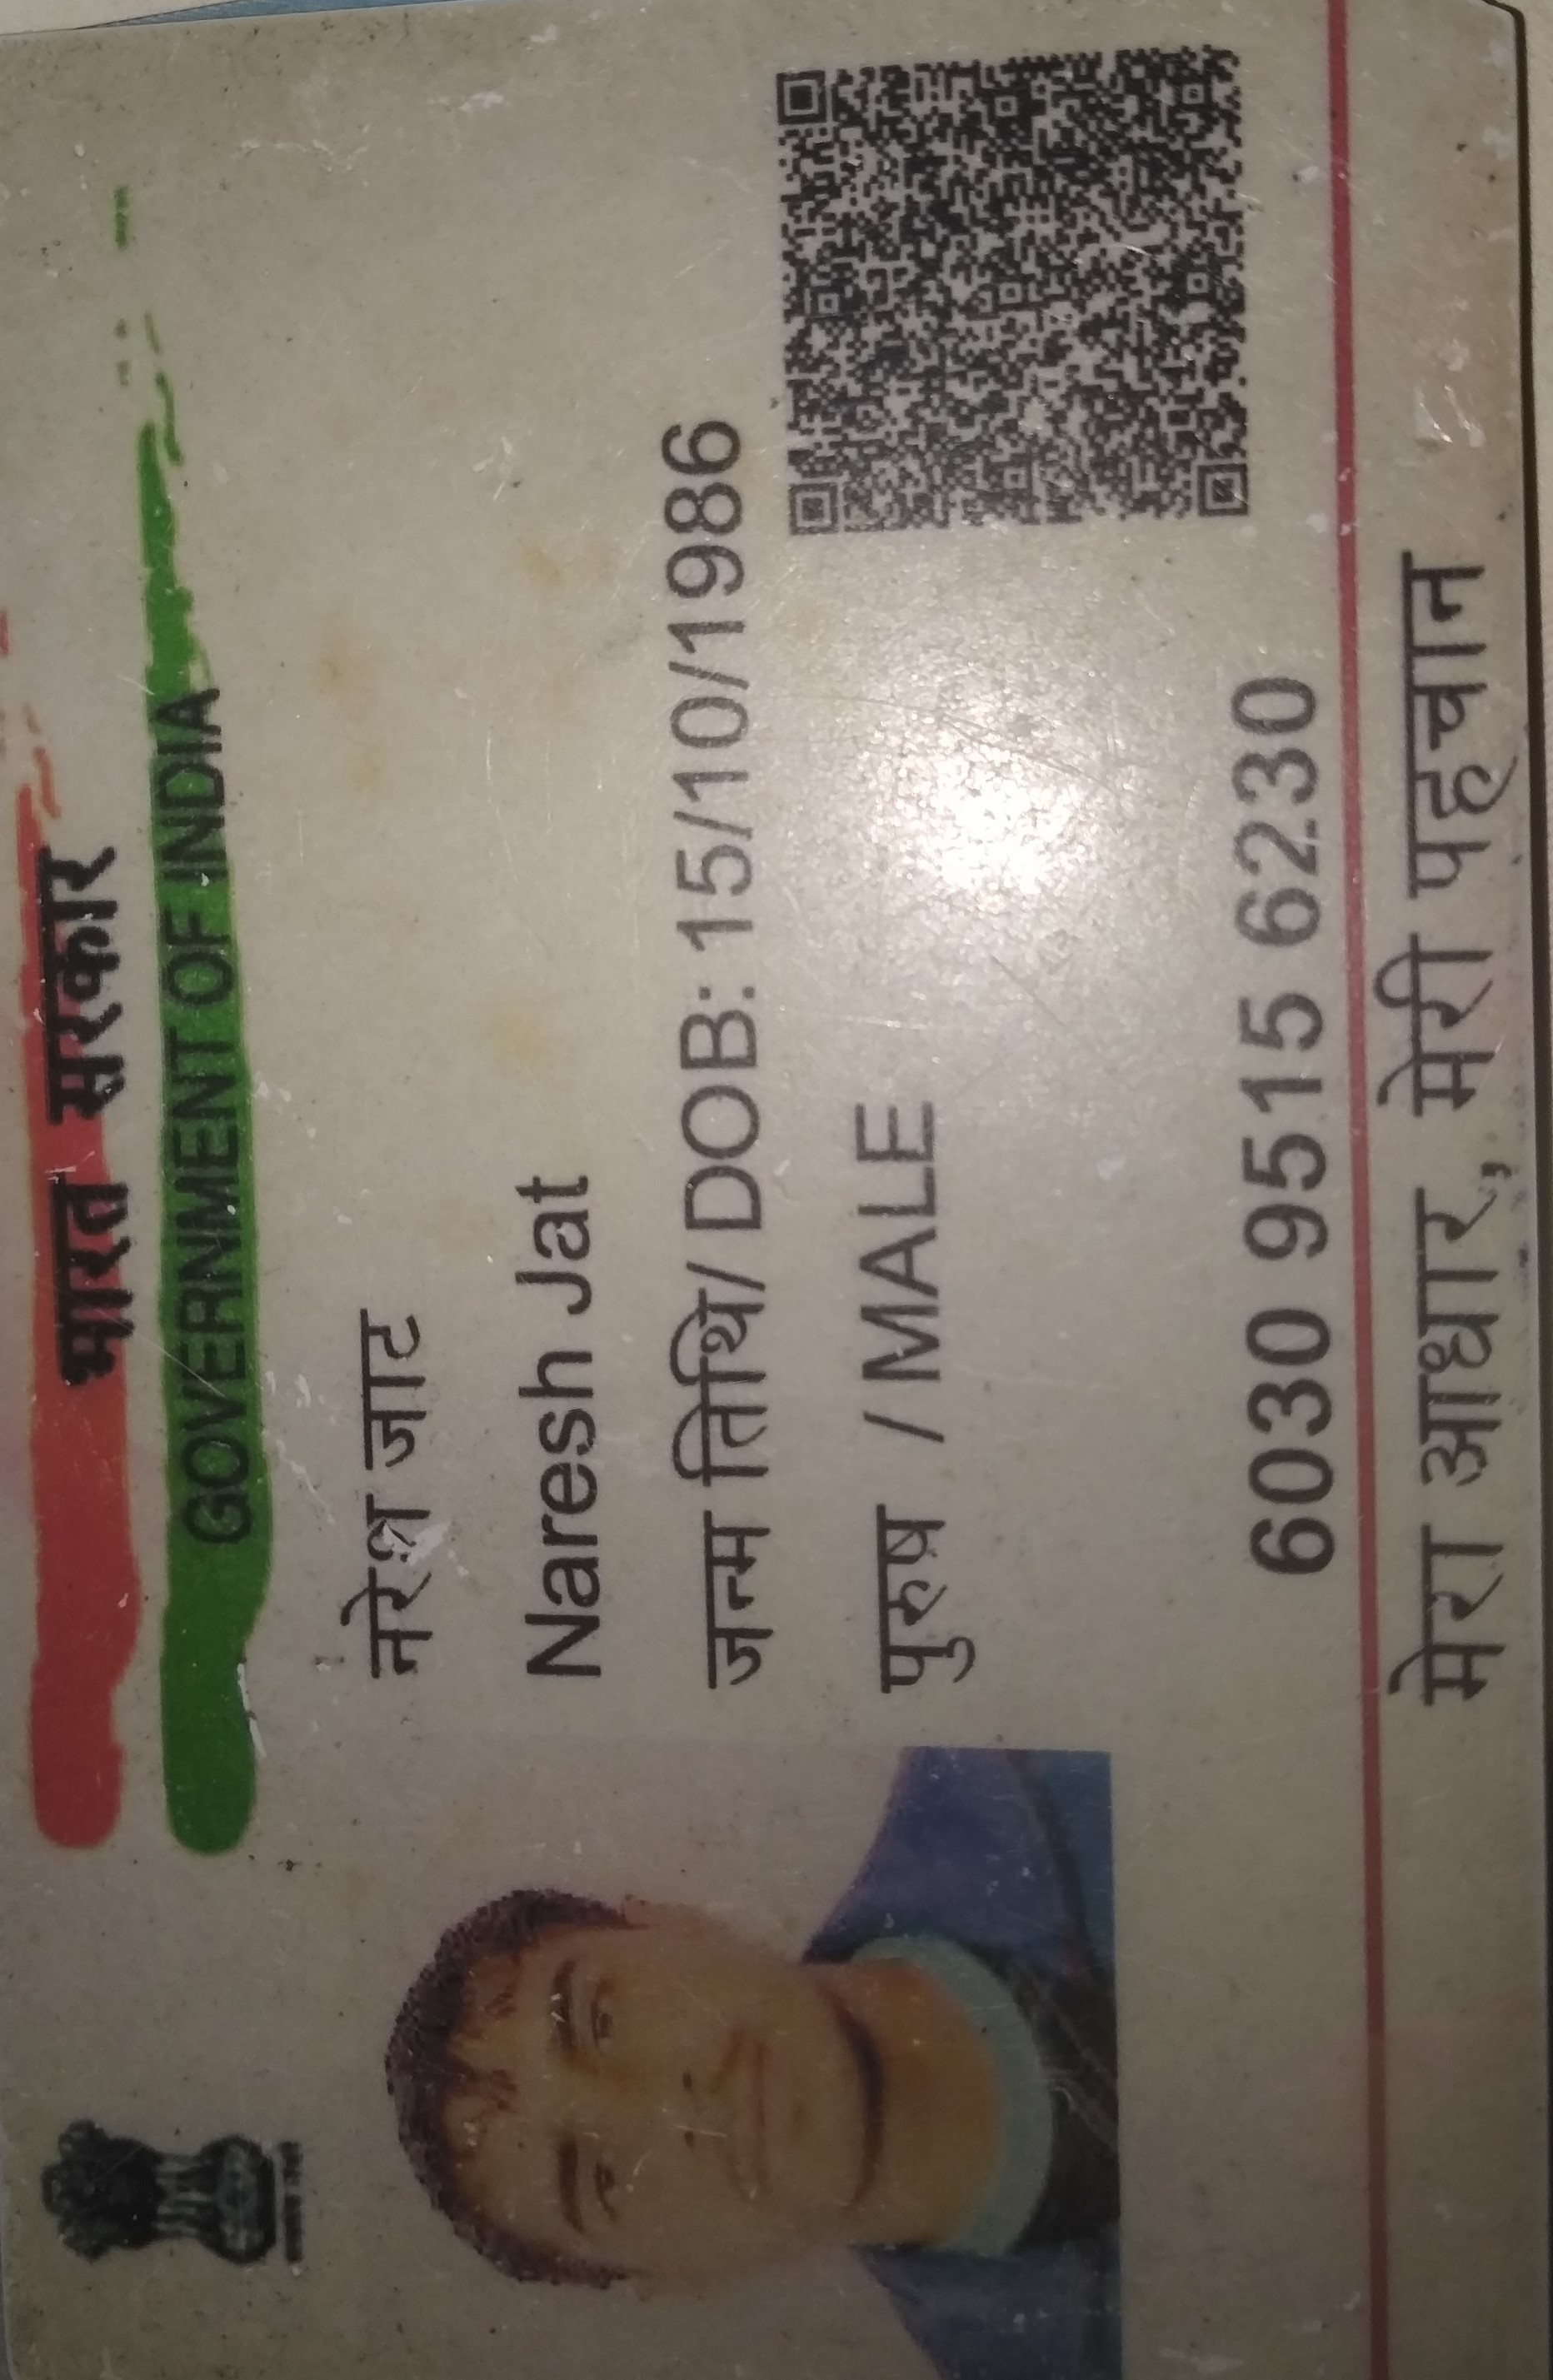 भारत सरकार
GOVERNMENT OF INDIA
नरेश जाट
Naresh Jat
जन्म तिथि/ DOB: 15/10/1986
पुरुष / MALE
6030 9515 6230
मेरा आधार, मेरी पहचान